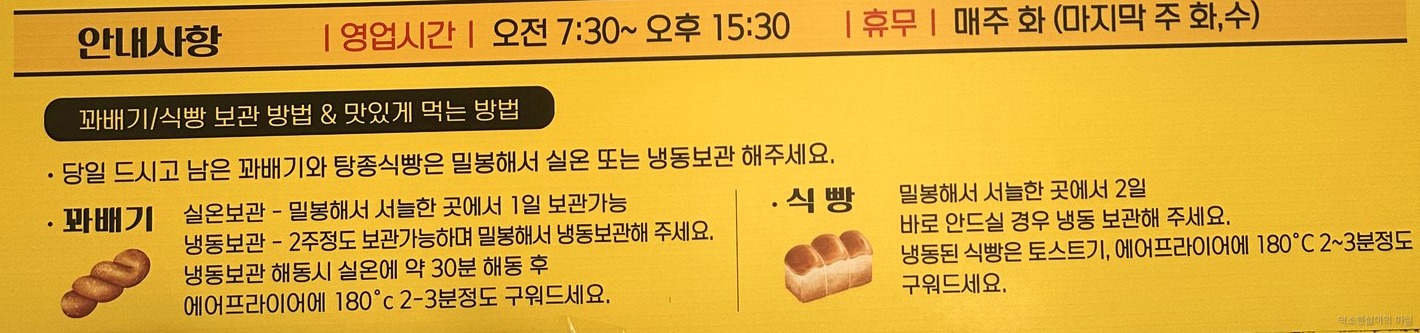 안내사항 | 영업시간 | 오전 7:30~ 오후 15:30 | 휴무 | 매주 화 (마지막 주 화,수)
꽈배기/식빵 보관 방법 & 맛있게 먹는 방법
· 당일 드시고 남은 꽈배기와 탕종식빵은 밀봉해서 실온 또는 냉동보관 해주세요.
· 꽈배기
실온보관 - 밀봉해서 서늘한 곳에서 1일 보관가능
냉동보관 - 2주정도 보관가능하며 밀봉해서 냉동보관해 주세요.
냉동보관 해동시 실온에 약 30분 해동 후
에어프라이어에 180°c 2-3분정도 구워드세요.
· 식빵
밀봉해서 서늘한 곳에서 2일
바로 안드실 경우 냉동 보관해 주세요.
냉동된 식빵은 토스트기, 에어프라이어에 180°C 2~3분정도
구워드세요.